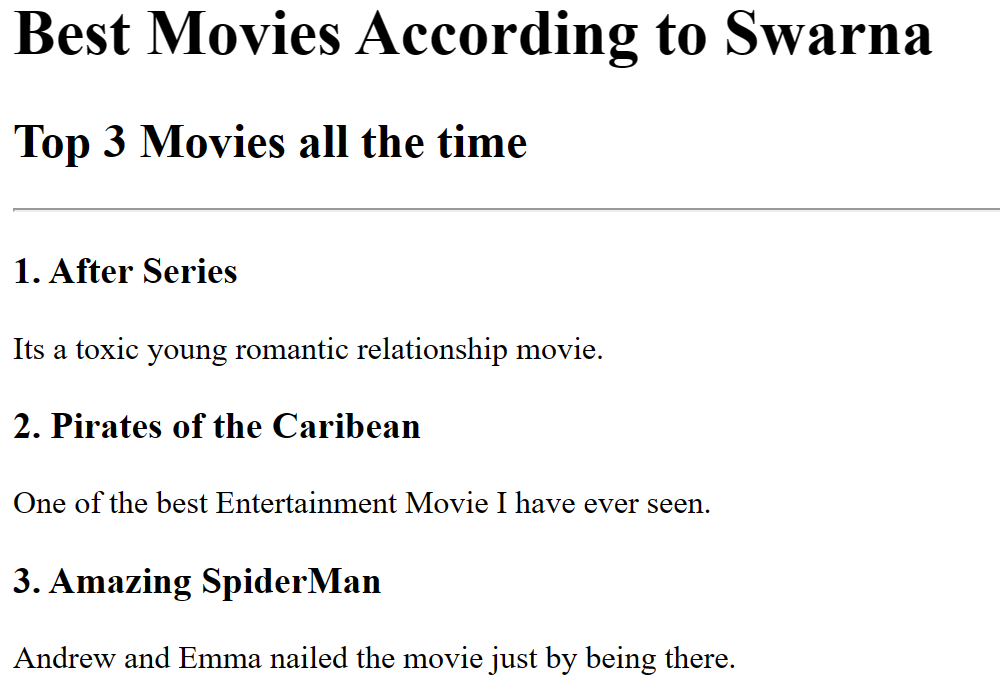 Best Movies According to Swarna
Top 3 Movies all the time
1. After Series
Its a toxic young romantic relationship movie.
2. Pirates of the Caribean
One of the best Entertainment Movie I have ever seen.
3. Amazing SpiderMan
Andrew and Emma nailed the movie just by being there.